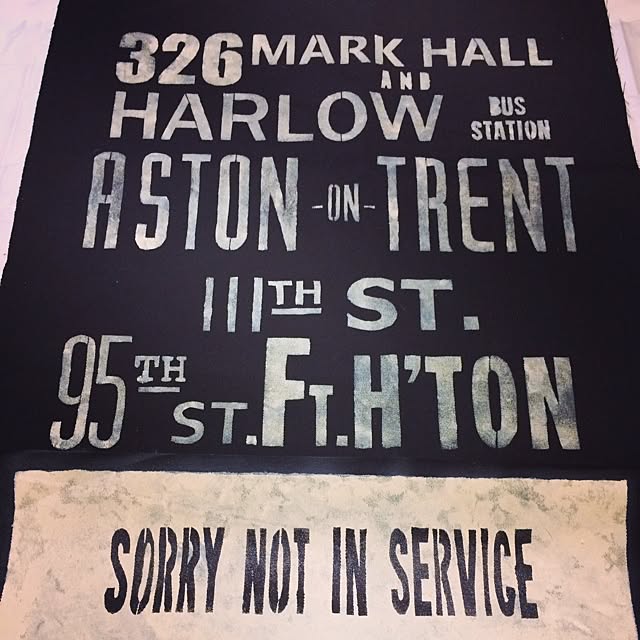 326 MARK HALL
AND
HARLOW BUS STATION
ASTON -ON- TRENT
111TH ST.
95TH ST. FT. H'TON
SORRY NOT IN SERVICE